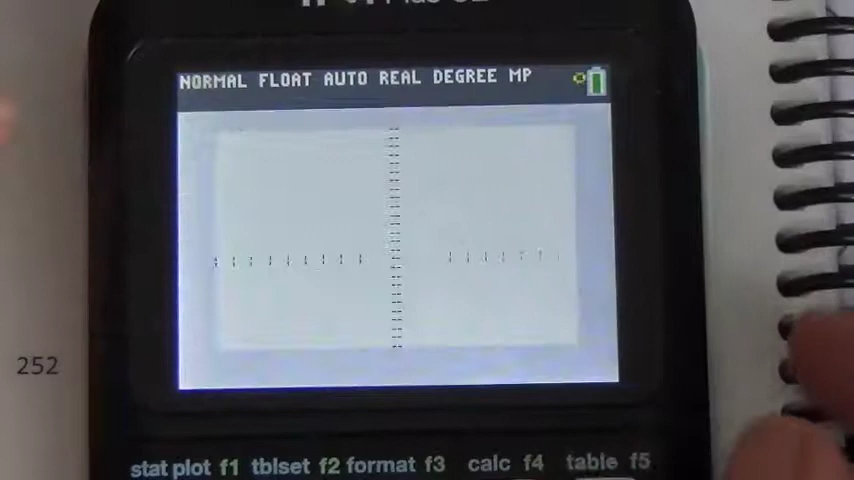 NORMAL FLOAT AUTO REAL DEGREE MP
252
stat plot f1 tblset f2 format f3 calc f4 table f5